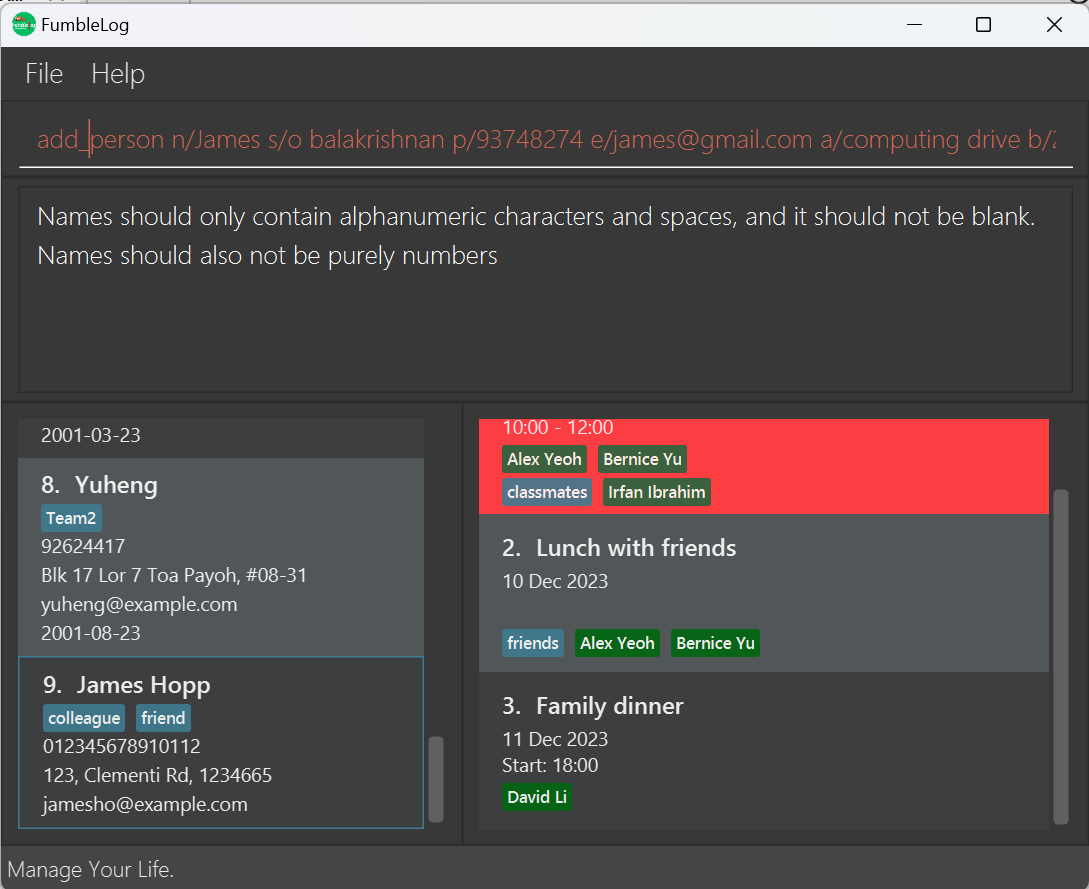 FumbleLog
File Help
add_person n/James s/o balakrishnan p/93748274 e/james@gmail.com a/computing drive b/2
Names should only contain alphanumeric characters and spaces, and it should not be blank.
Names should also not be purely numbers
2001-03-23
8. Yuheng
Team2
92624417
Blk 17 Lor 7 Toa Payoh, #08-31
yuheng@example.com
2001-08-23
9. James Hopp
colleague friend
012345678910112
123, Clementi Rd, 1234665
jamesho@example.com
10:00 - 12:00
Alex Yeoh Bernice Yu
classmates Irfan Ibrahim
2. Lunch with friends
10 Dec 2023
friends Alex Yeoh Bernice Yu
3. Family dinner
11 Dec 2023
Start: 18:00
David Li
Manage Your Life.